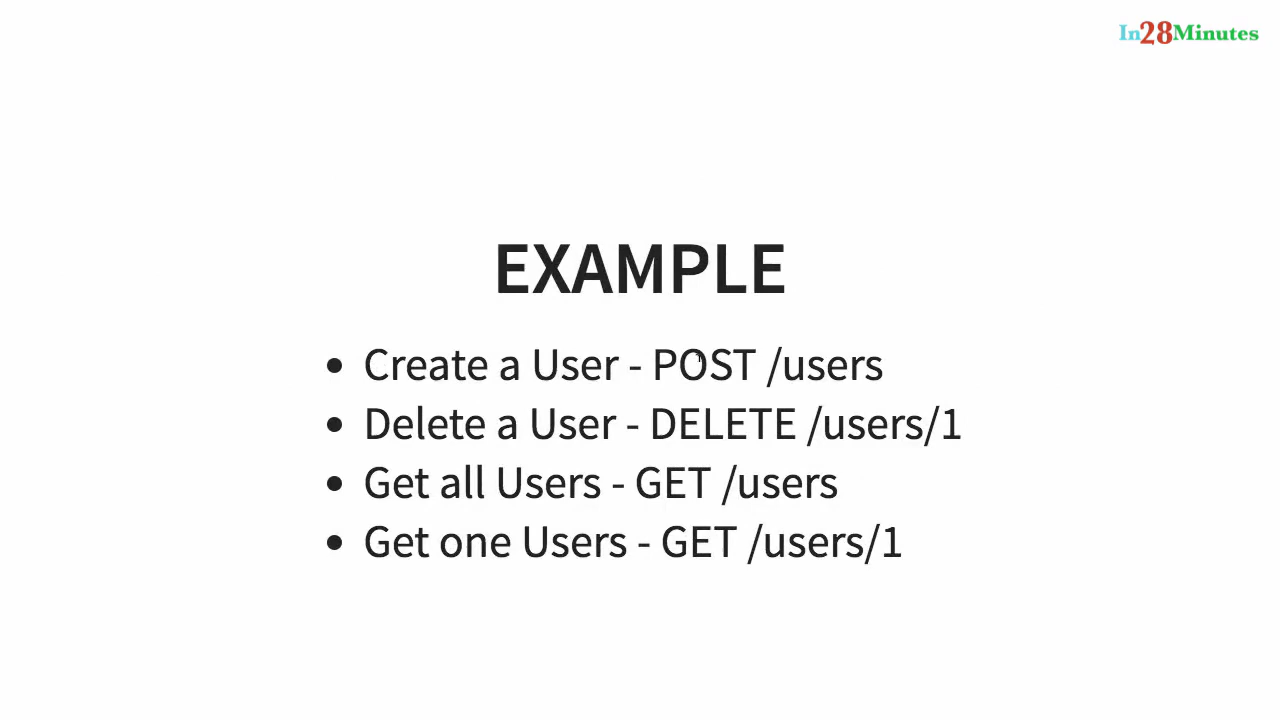 In28Minutes
EXAMPLE
• Create a User - POST /users
• Delete a User - DELETE /users/1
• Get all Users - GET /users
• Get one Users - GET /users/1